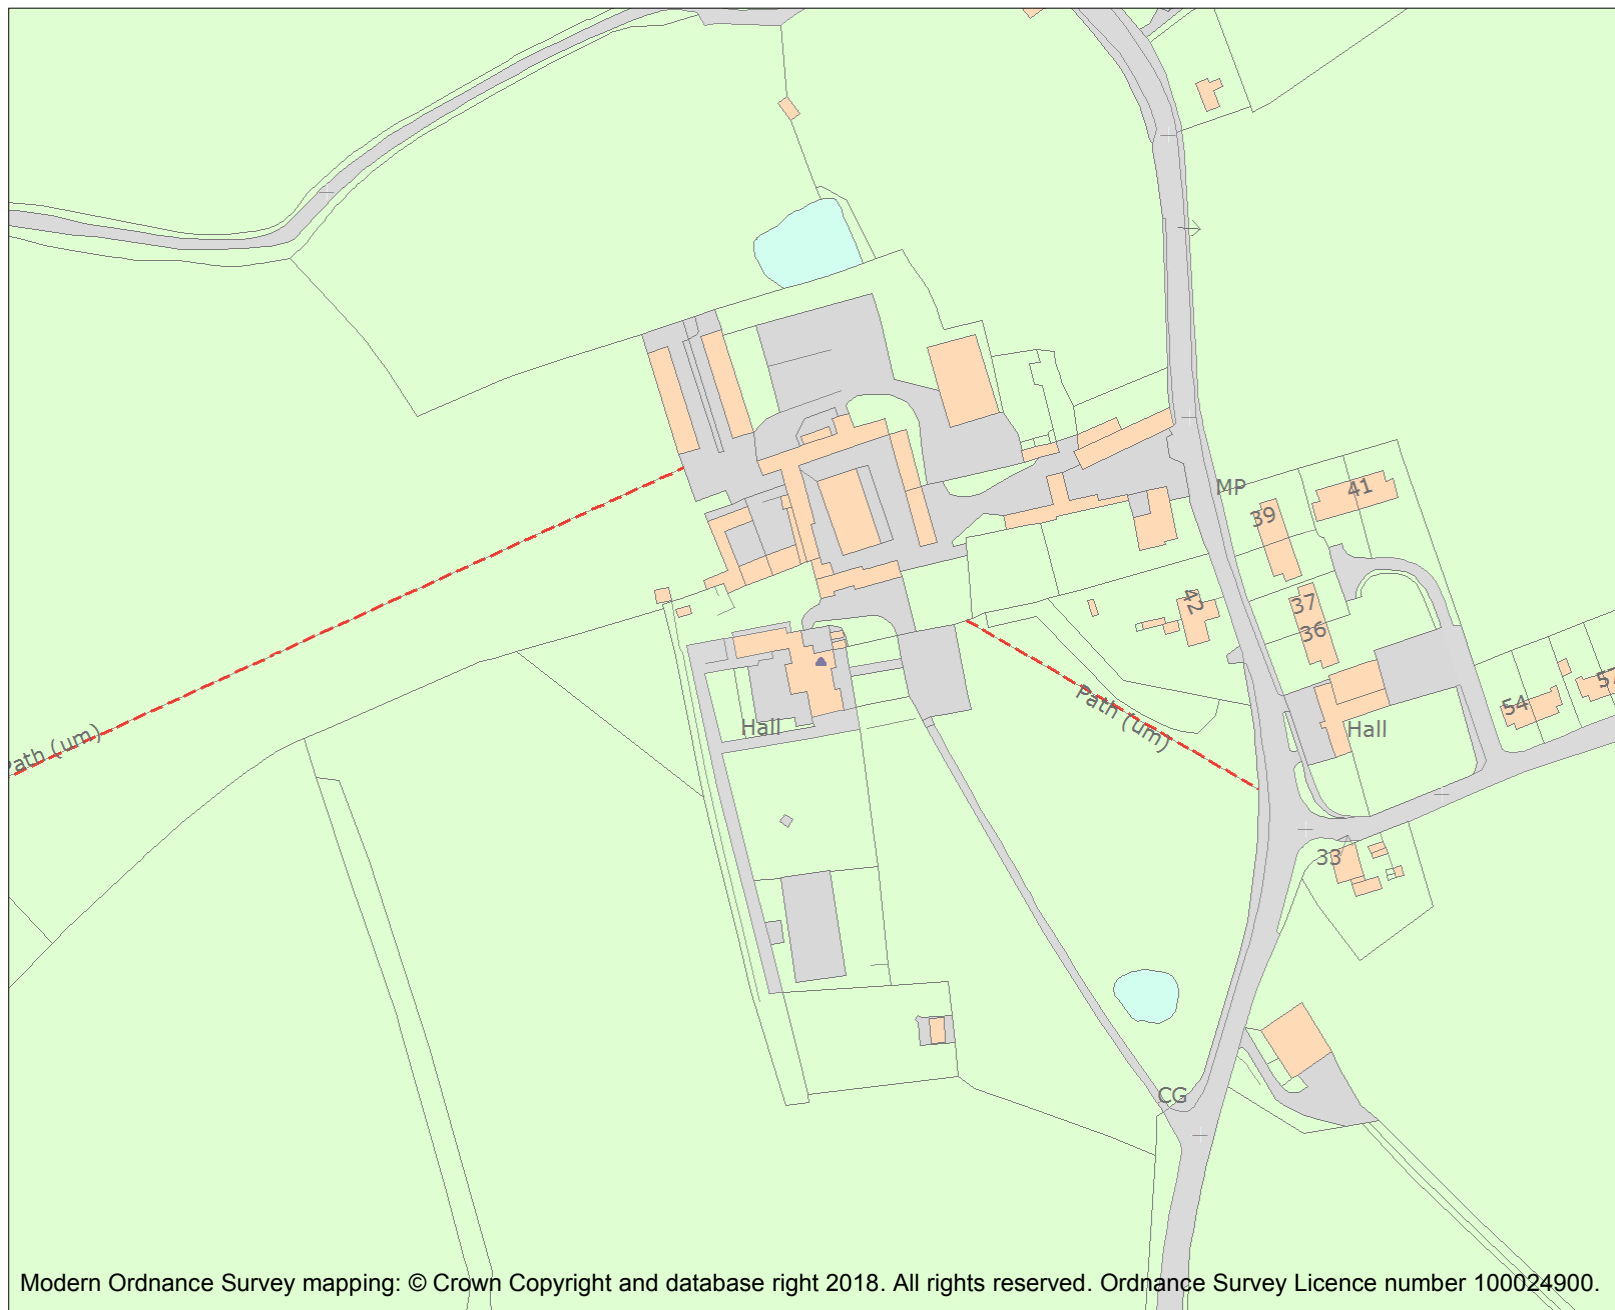 MP
41
39
42
37
36
Path (um)
Path (um)
57
54
Hall
Hall
33
CG
Modern Ordnance Survey mapping: © Crown Copyright and database right 2018. All rights reserved. Ordnance Survey Licence number 100024900.